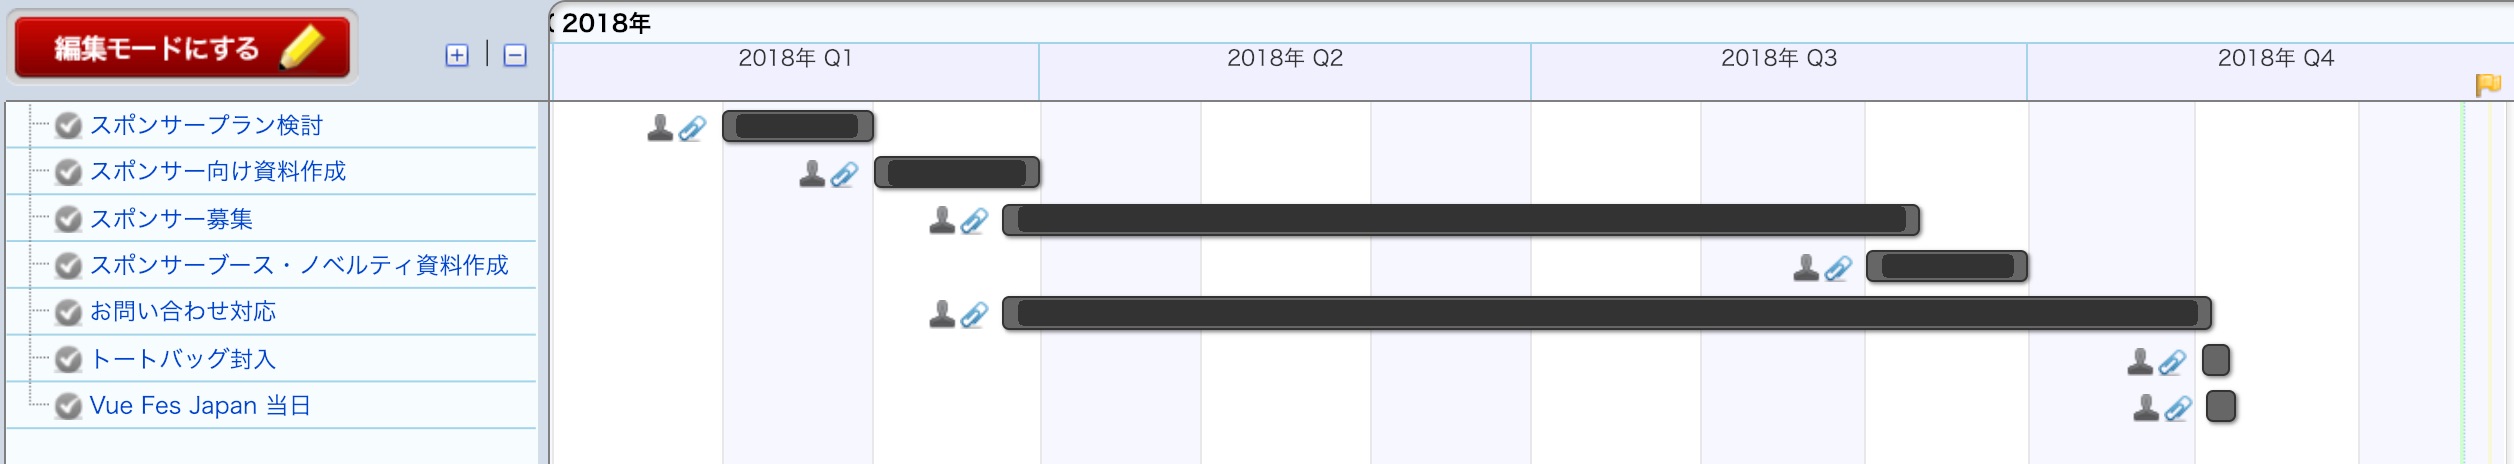 編集モードにする
2018年
2018年 Q1
2018年 Q2
2018年 Q3
2018年 Q4
スポンサープラン検討
スポンサー向け資料作成
スポンサー募集
スポンサーブース・ノベルティ資料作成
お問い合わせ対応
トートバッグ封入
Vue Fes Japan 当日